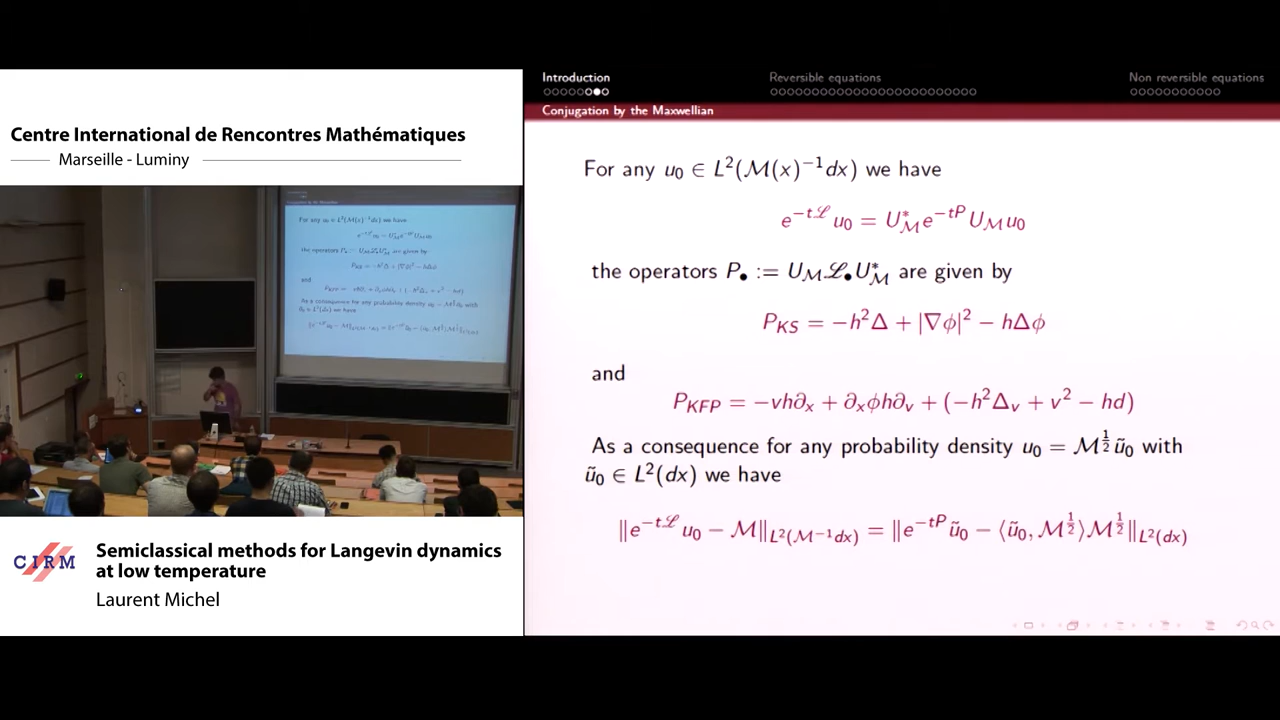 Centre International de Rencontres Mathématiques
Marseille - Luminy
CIRM
Semiclassical methods for Langevin dynamics
at low temperature
Laurent Michel
Introduction
Reversible equations
Non reversible equations
Conjugation by the Maxwellian
For any u₀ ∈ L²(ℳ(x)⁻¹dx) we have
e^{-tℒ}u₀ = U*_ℳ e^{-tP} U_ℳ u₀
the operators P_• := U_ℳ ℒ_• U*_ℳ are given by
P_{KS} = −h²Δ + |∇ϕ|² − hΔϕ
and
P_{KFP} = −vh∂ₓ + ∂ₓϕh∂ᵥ + (−h²Δᵥ + v² − hd)
As a consequence for any probability density u₀ = ℳ^{1/2}ũ₀ with
ũ₀ ∈ L²(dx) we have
‖e^{-tℒ}u₀ − ℳ‖_{L²(ℳ⁻¹dx)} = ‖e^{-tP}ũ₀ − ⟨ũ₀, ℳ^{1/2}⟩ℳ^{1/2}‖_{L²(dx)}